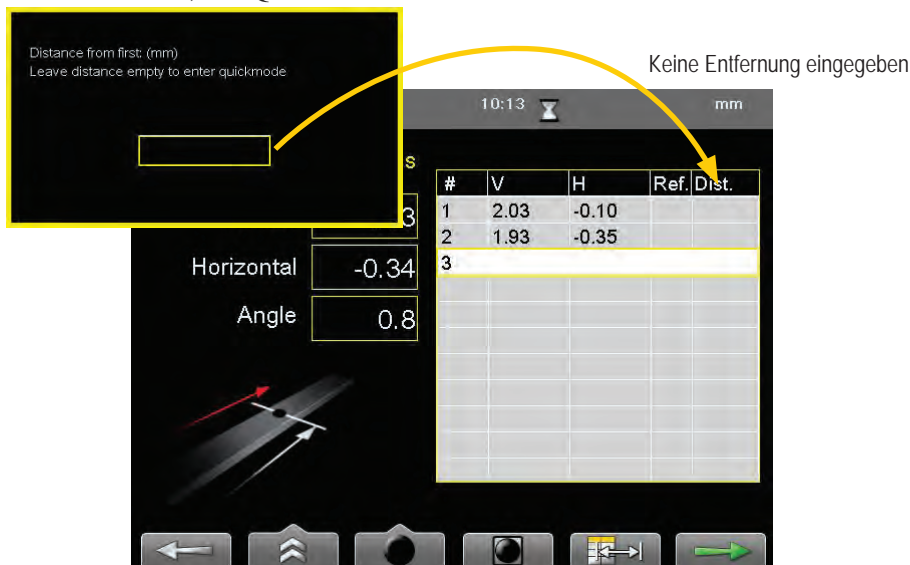 Distance from first: (mm)
Leave distance empty to enter quickmode
Keine Entfernung eingegeben
10:13 mm
s
# V H Ref. Dist.
3
1 2.03 -0.10
2 1.93 -0.35
Horizontal -0.34
3
Angle 0.8